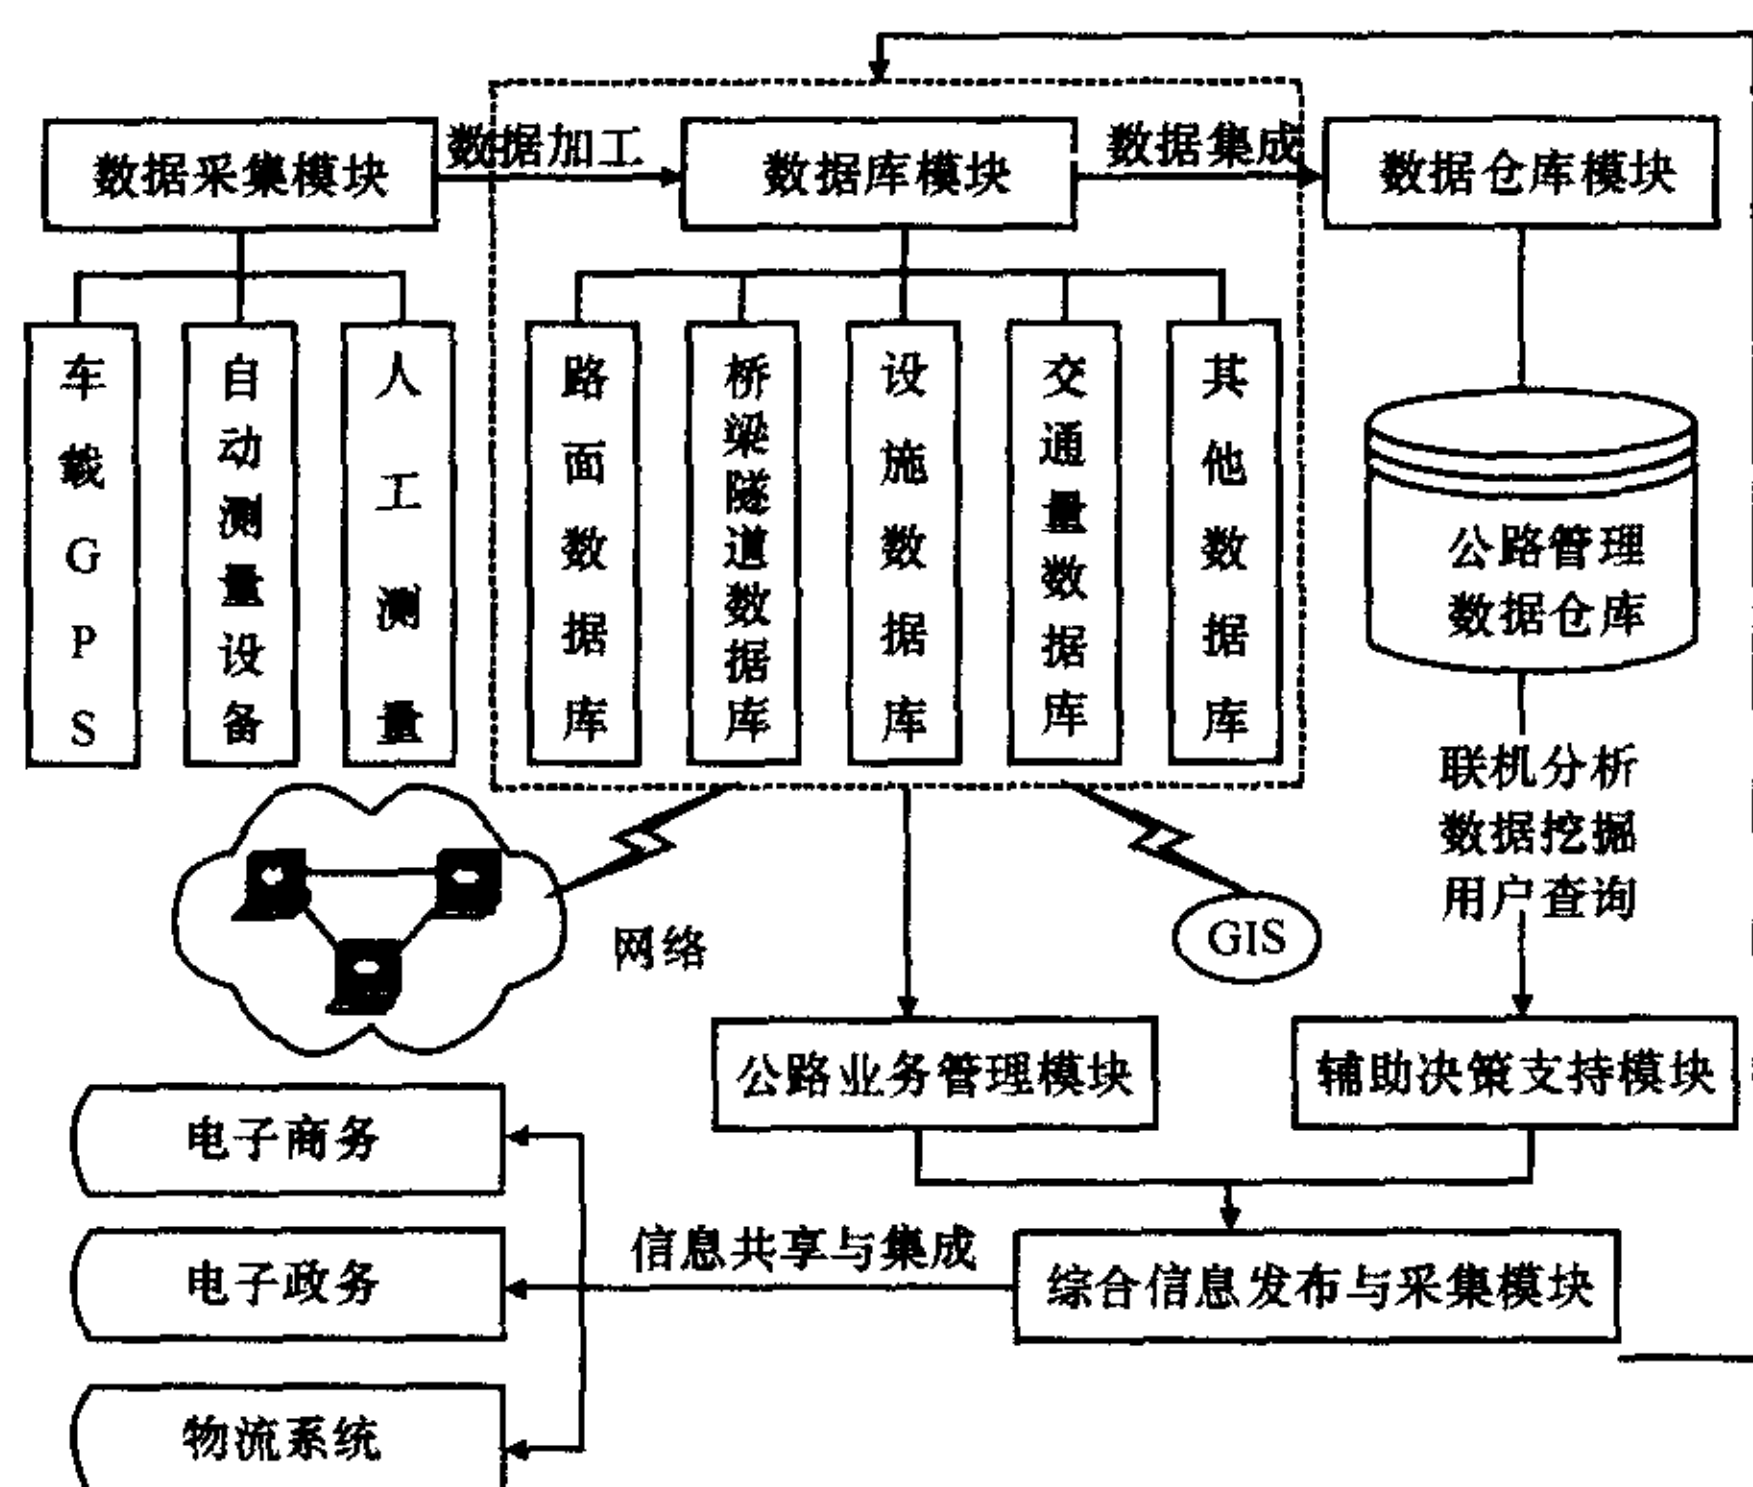 数据采集模块
数据加工
数据库模块
数据集成
数据仓库模块
车载GPS
自动测量设备
人工测量
路面数据库
桥梁隧道数据库
设施数据库
交通量数据库
其他数据库
公路管理
数据仓库
联机分析
数据挖掘
用户查询
网络
GIS
公路业务管理模块
辅助决策支持模块
电子商务
信息共享与集成
综合信息发布与采集模块
电子政务
物流系统